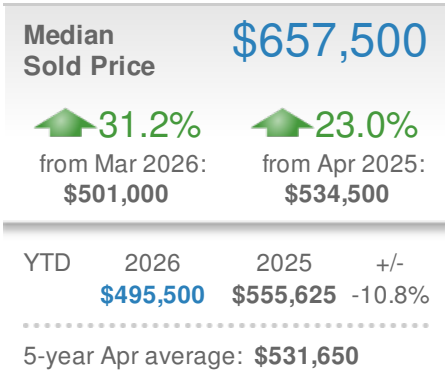 Median $657,500
Sold Price
31.2% 23.0%
from Mar 2026: from Apr 2025:
$501,000 $534,500
YTD 2026 2025 +/-
$495,500 $555,625 -10.8%
5-year Apr average: $531,650